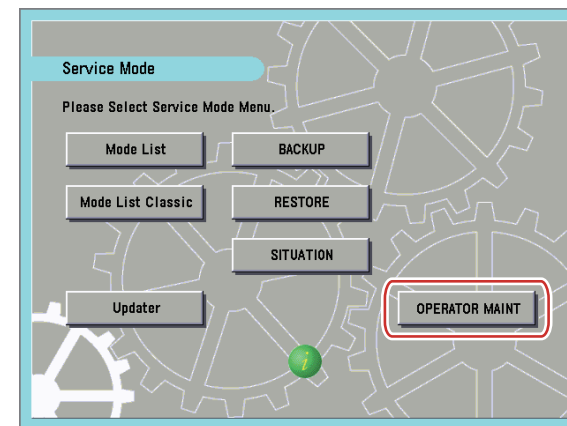 Service Mode
Please Select Service Mode Menu.
Mode List
BACKUP
Mode List Classic
RESTORE
SITUATION
Updater
OPERATOR MAINT
i